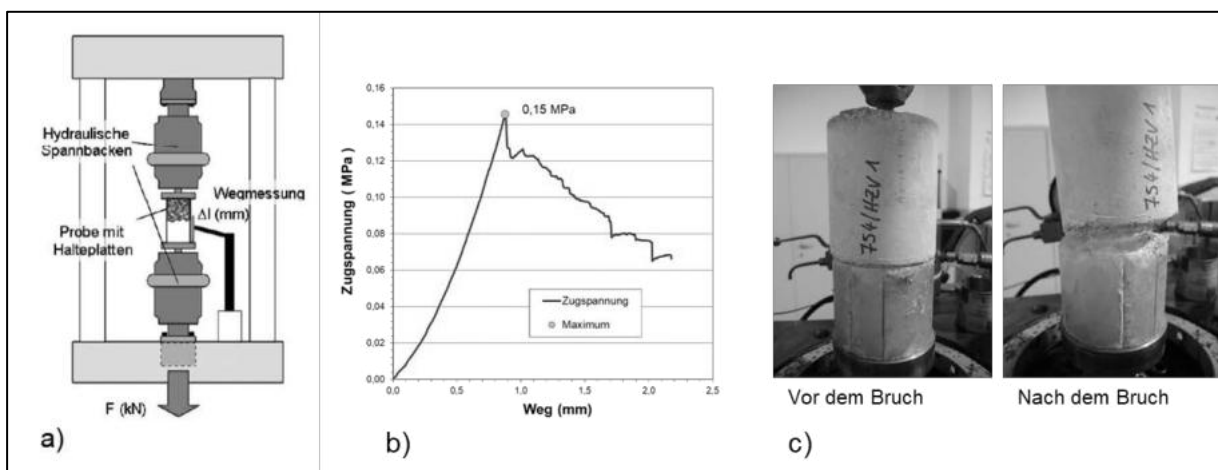 Hydraulische
Spannbacken
Wegmessung
Δl (mm)
Probe mit
Halteplatten
F (kN)
a)
Zugspannung ( MPa)
0,16
0,14
0,12
0,10
0,08
0,06
0,04
0,02
0,00
0,15 MPa
Zugspannung
Maximum
0,0
0,5
1,0
1,5
2,0
2,5
Weg (mm)
b)
754/HZV 1
754/HZV 1
Vor dem Bruch
Nach dem Bruch
c)